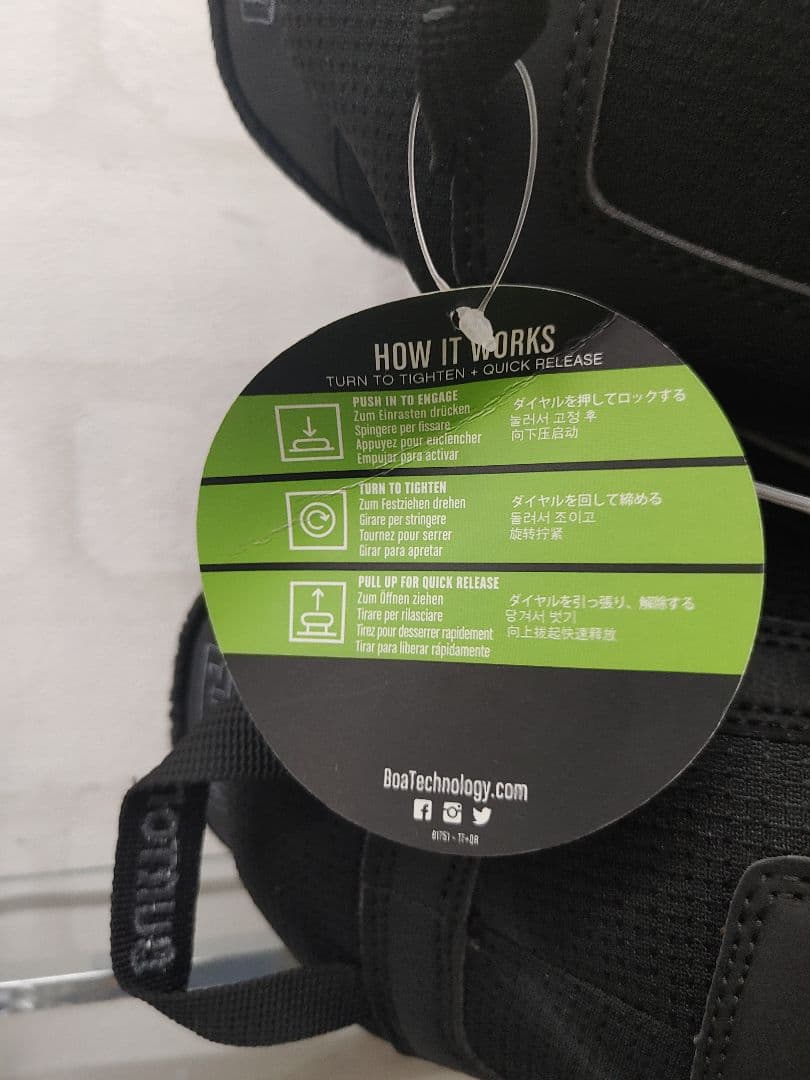 HOW IT WORKS
TURN TO TIGHTEN + QUICK RELEASE
PUSH IN TO ENGAGE
Zum Einrasten drücken
Spingere per fissare
Appuyez pour enclencher
Empujar para activar
ダイヤルを押してロックする
눌러서 고정 후
向下压启动
TURN TO TIGHTEN
Zum Festziehen drehen
Girare per stringere
Tournez pour serrer
Girar para apretar
ダイヤルを回して締める
돌려서 조이고
旋转拧紧
PULL UP FOR QUICK RELEASE
Zum Öffnen ziehen
Tirare per rilasciare
Tirez pour desserrer rapidement
Tirar para liberar rápidamente
ダイヤルを引っ張り、解除する
당겨서 벗기
向上拔起快速释放
BoaTechnology.com
B1751 - TT+QR